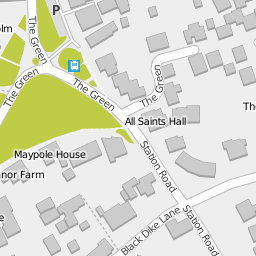 P
olm
The Green
The Green
The Green
The Green
The
All Saints Hall
Maypole House
anor Farm
Station Road
Black Dike Lane
Station Road
e